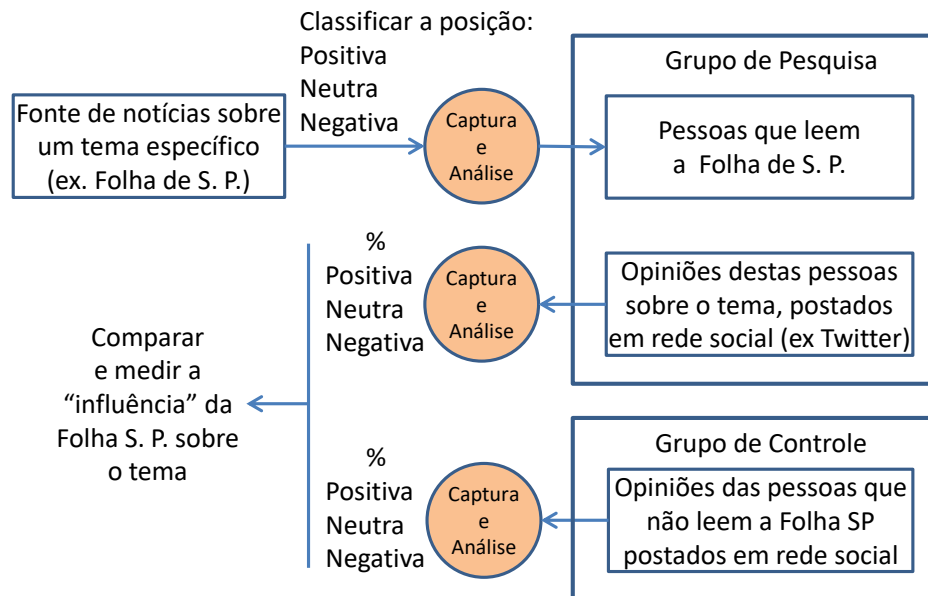 Classificar a posição:
Positiva
Neutra
Negativa
Grupo de Pesquisa
Fonte de notícias sobre
um tema específico
(ex. Folha de S. P.)
Captura
e
Análise
Pessoas que leem
a Folha de S. P.
%
Positiva
Neutra
Negativa
Captura
e
Análise
Opiniões destas pessoas
sobre o tema, postados
em rede social (ex Twitter)
Comparar
e medir a
“influência” da
Folha S. P. sobre
o tema
Grupo de Controle
%
Positiva
Neutra
Negativa
Captura
e
Análise
Opiniões das pessoas que
não leem a Folha SP
postados em rede social